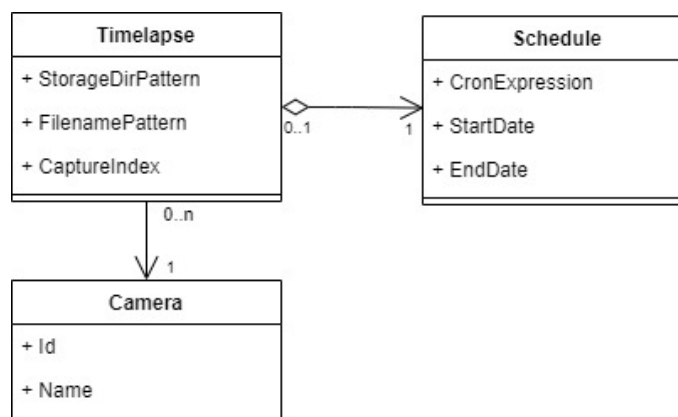 Timelapse
+ StorageDirPattern
+ FilenamePattern
+ CaptureIndex
0..1
1
Schedule
+ CronExpression
+ StartDate
+ EndDate
0..n
1
Camera
+ Id
+ Name